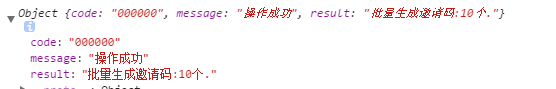 Object {code: "000000", message: "操作成功", result: "批量生成邀请码:10个."}
i
code: "000000"
message: "操作成功"
result: "批量生成邀请码:10个."